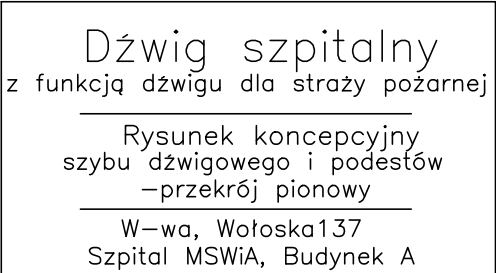 Dźwig szpitalny
z funkcją dźwigu dla straży pożarnej
Rysunek koncepcyjny
szybu dźwigowego i podestów
-przekrój pionowy
W-wa, Wołoska137
Szpital MSWiA, Budynek A